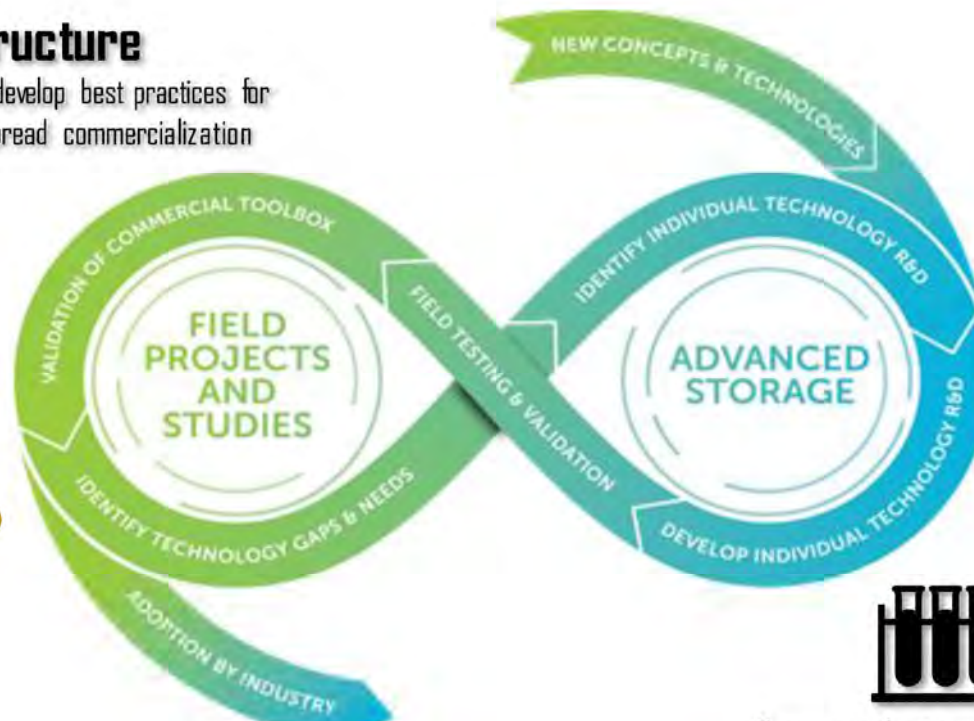 ructure
develop best practices for
pread commercialization
NEW CONCEPTS & TECHNOLOGIES
VALIDATION OF COMMERCIAL TOOLBOX
IDENTIFY INDIVIDUAL TECHNOLOGY R&D
FIELD TESTING & VALIDATION
FIELD
PROJECTS
AND
STUDIES
ADVANCED
STORAGE
IDENTIFY TECHNOLOGY GAPS & NEEDS
DEVELOP INDIVIDUAL TECHNOLOGY R&D
ADOPTION BY INDUSTRY